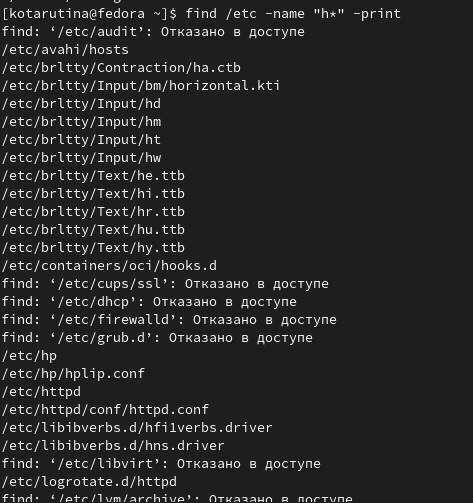 [kotarutina@fedora ~]$ find /etc -name "h*" -print
find: ‘/etc/audit’: Отказано в доступе
/etc/avahi/hosts
/etc/brltty/Contraction/ha.ctb
/etc/brltty/Input/bm/horizontal.kti
/etc/brltty/Input/hd
/etc/brltty/Input/hm
/etc/brltty/Input/ht
/etc/brltty/Input/hw
/etc/brltty/Text/he.ttb
/etc/brltty/Text/hi.ttb
/etc/brltty/Text/hr.ttb
/etc/brltty/Text/hu.ttb
/etc/brltty/Text/hy.ttb
/etc/containers/oci/hooks.d
find: ‘/etc/cups/ssl’: Отказано в доступе
find: ‘/etc/dhcp’: Отказано в доступе
find: ‘/etc/firewalld’: Отказано в доступе
find: ‘/etc/grub.d’: Отказано в доступе
/etc/hp
/etc/hp/hplip.conf
/etc/httpd
/etc/httpd/conf/httpd.conf
/etc/libibverbs.d/hfi1verbs.driver
/etc/libibverbs.d/hns.driver
find: ‘/etc/libvirt’: Отказано в доступе
/etc/logrotate.d/httpd
find: ‘/etc/lvm/archive’: Отказано в доступе